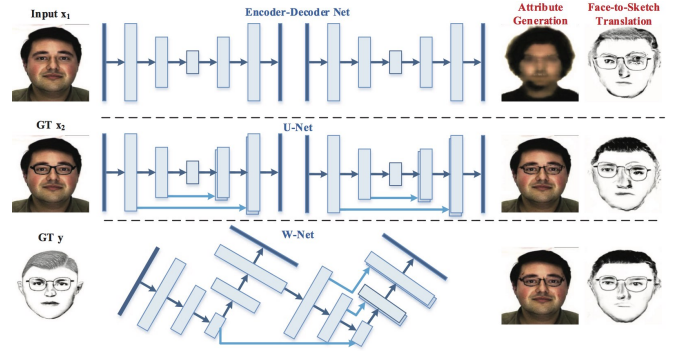 Input x₁
Encoder-Decoder Net
Attribute
Generation
Face-to-Sketch
Translation
GT x₂
U-Net
GT y
W-Net